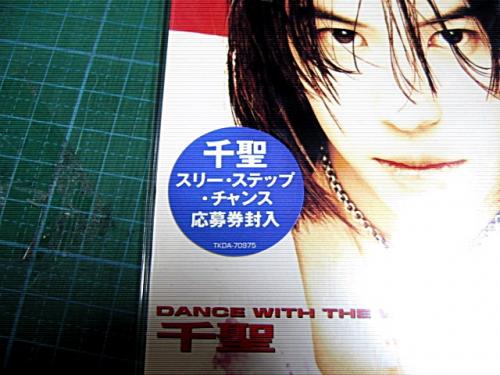 千聖
スリー・ステップ
・チャンス
応募券封入
TKDA-70975
DANCE WITH THE
千聖